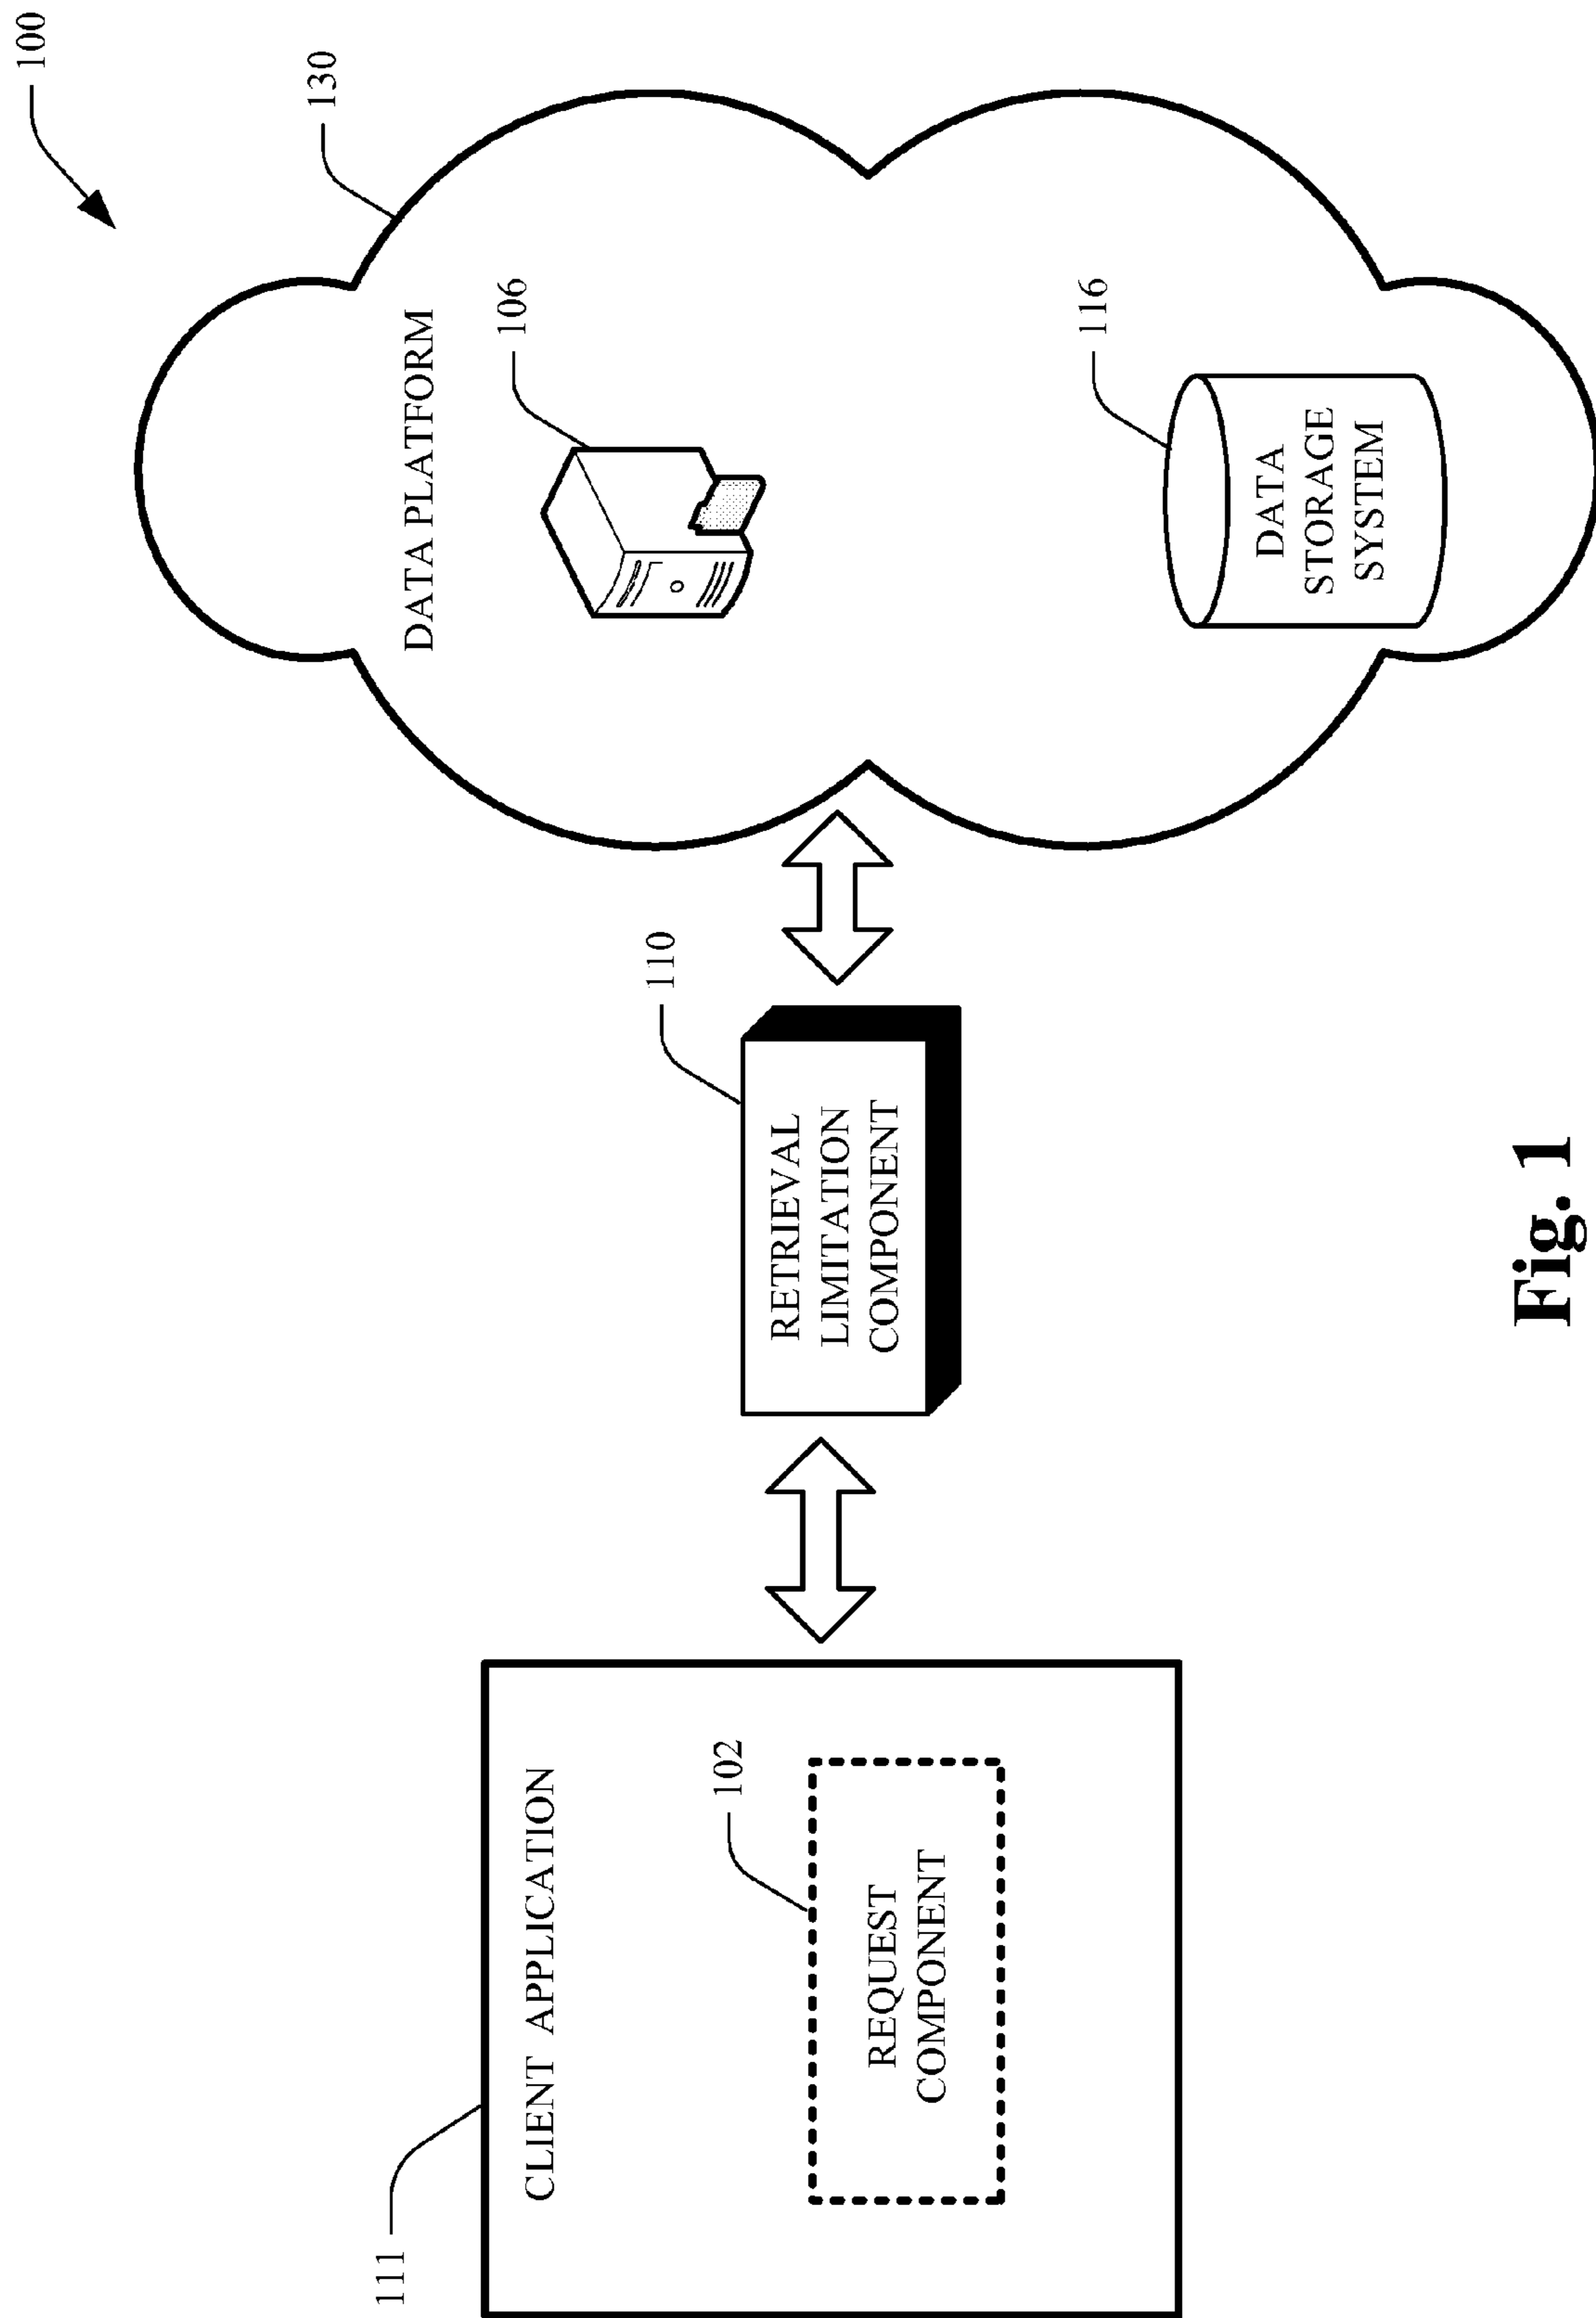 100
130
DATA PLATFORM
106
116
DATA
STORAGE
SYSTEM
110
RETRIEVAL
LIMITATION
COMPONENT
111
CLIENT APPLICATION
102
REQUEST
COMPONENT
Fig. 1